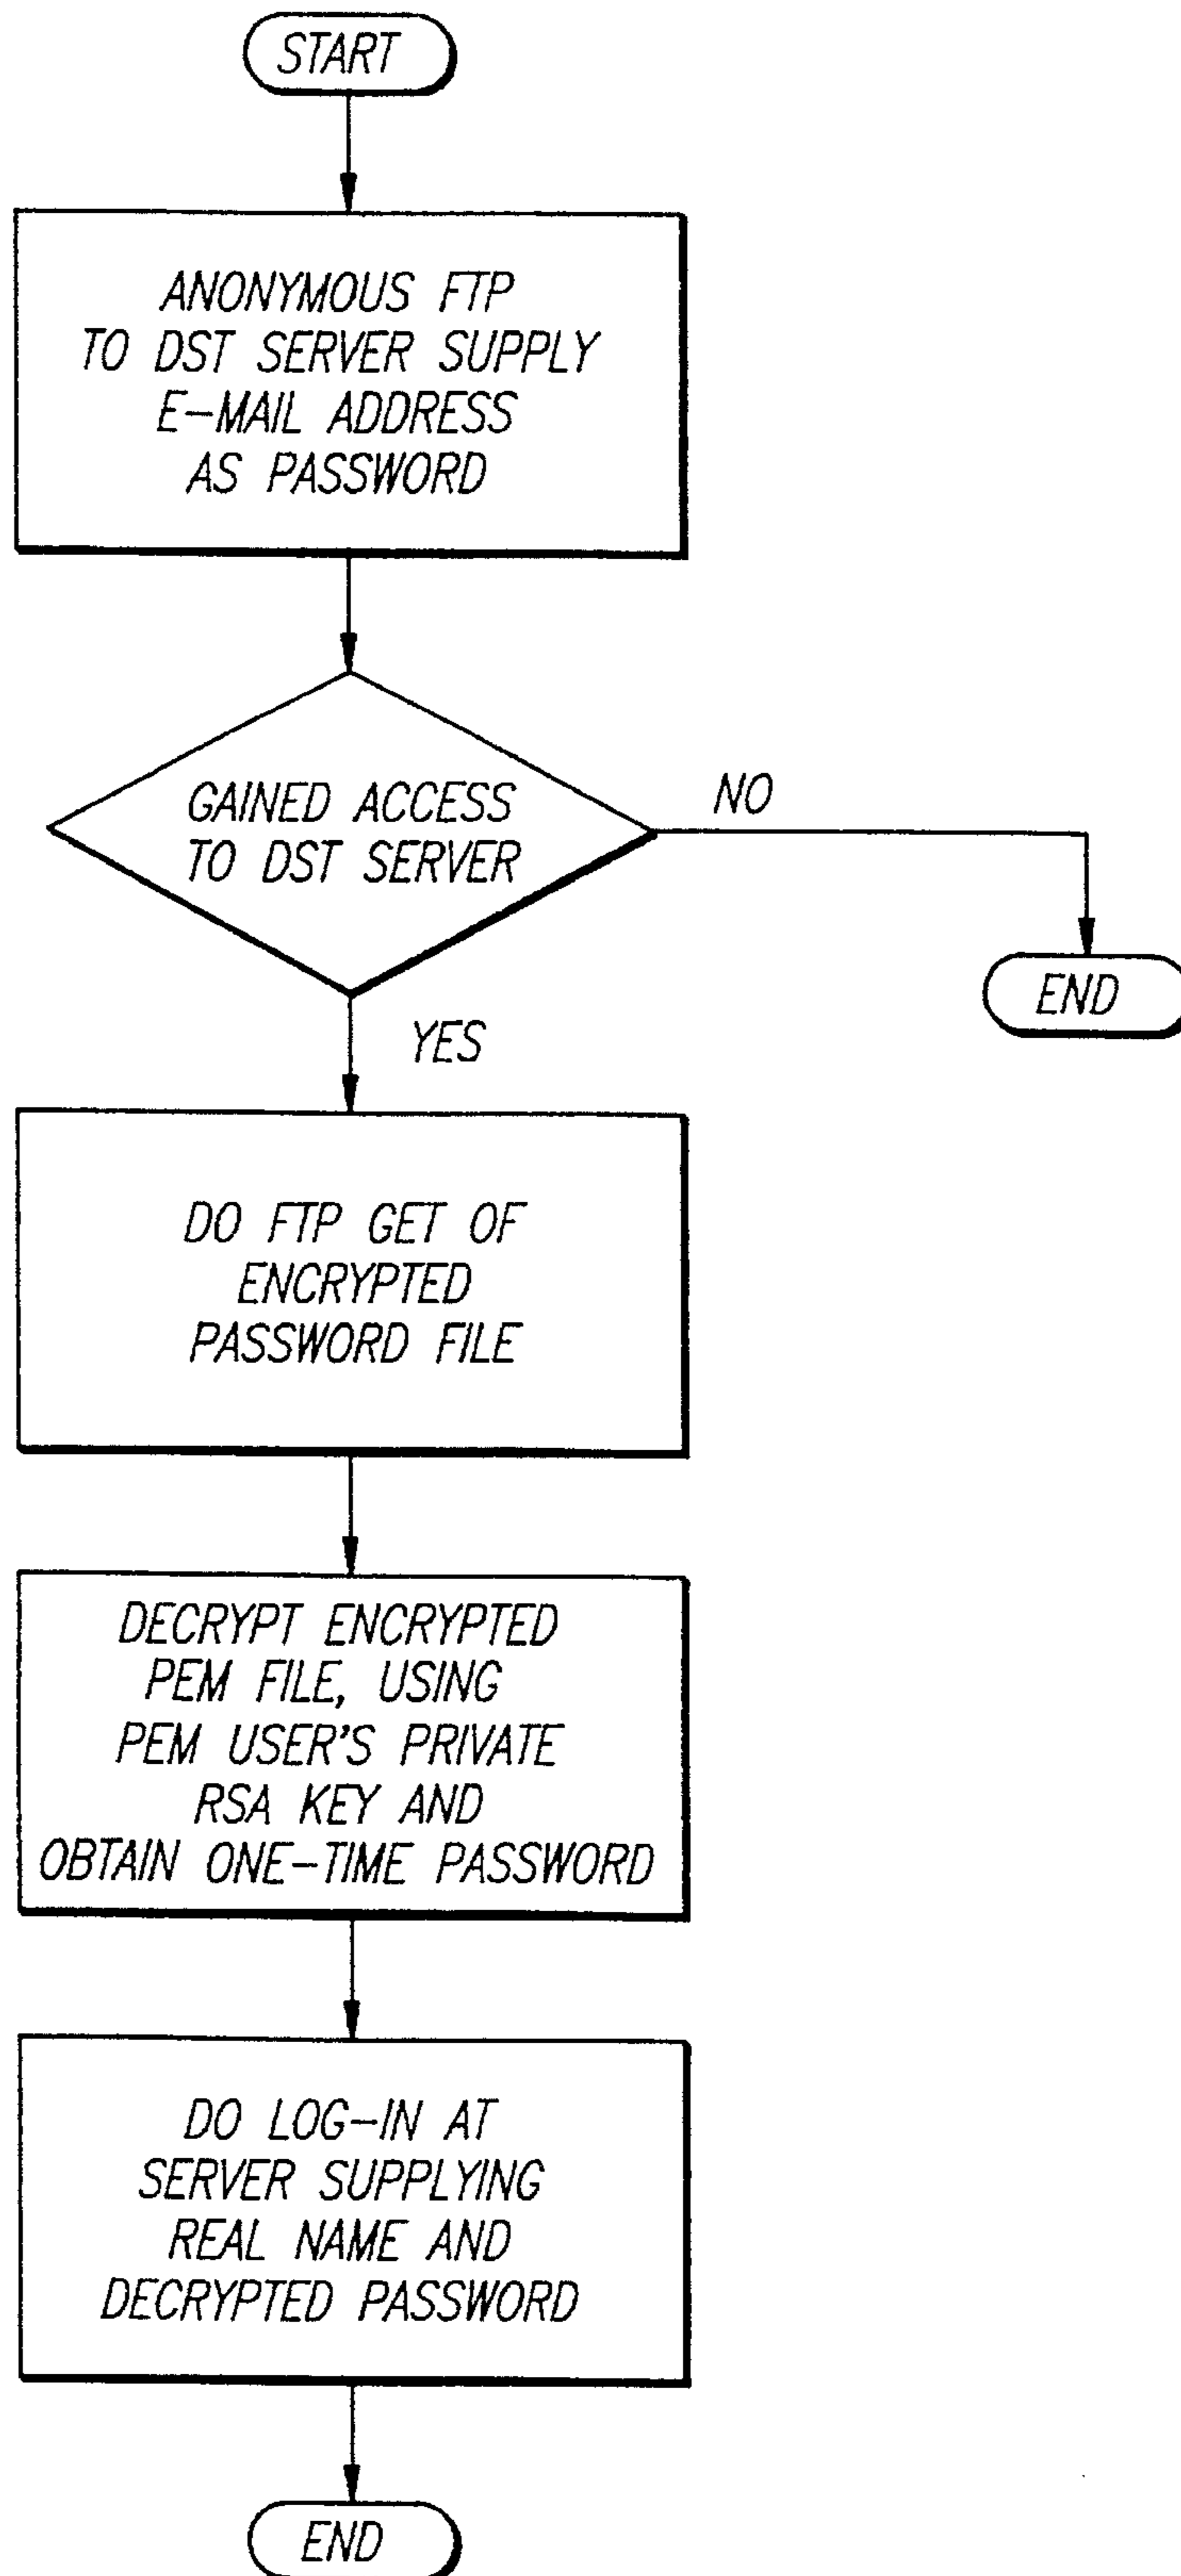 START
ANONYMOUS FTP
TO DST SERVER SUPPLY
E-MAIL ADDRESS
AS PASSWORD
GAINED ACCESS
TO DST SERVER
NO
END
YES
DO FTP GET OF
ENCRYPTED
PASSWORD FILE
DECRYPT ENCRYPTED
PEM FILE, USING
PEM USER'S PRIVATE
RSA KEY AND
OBTAIN ONE-TIME PASSWORD
DO LOG-IN AT
SERVER SUPPLYING
REAL NAME AND
DECRYPTED PASSWORD
END